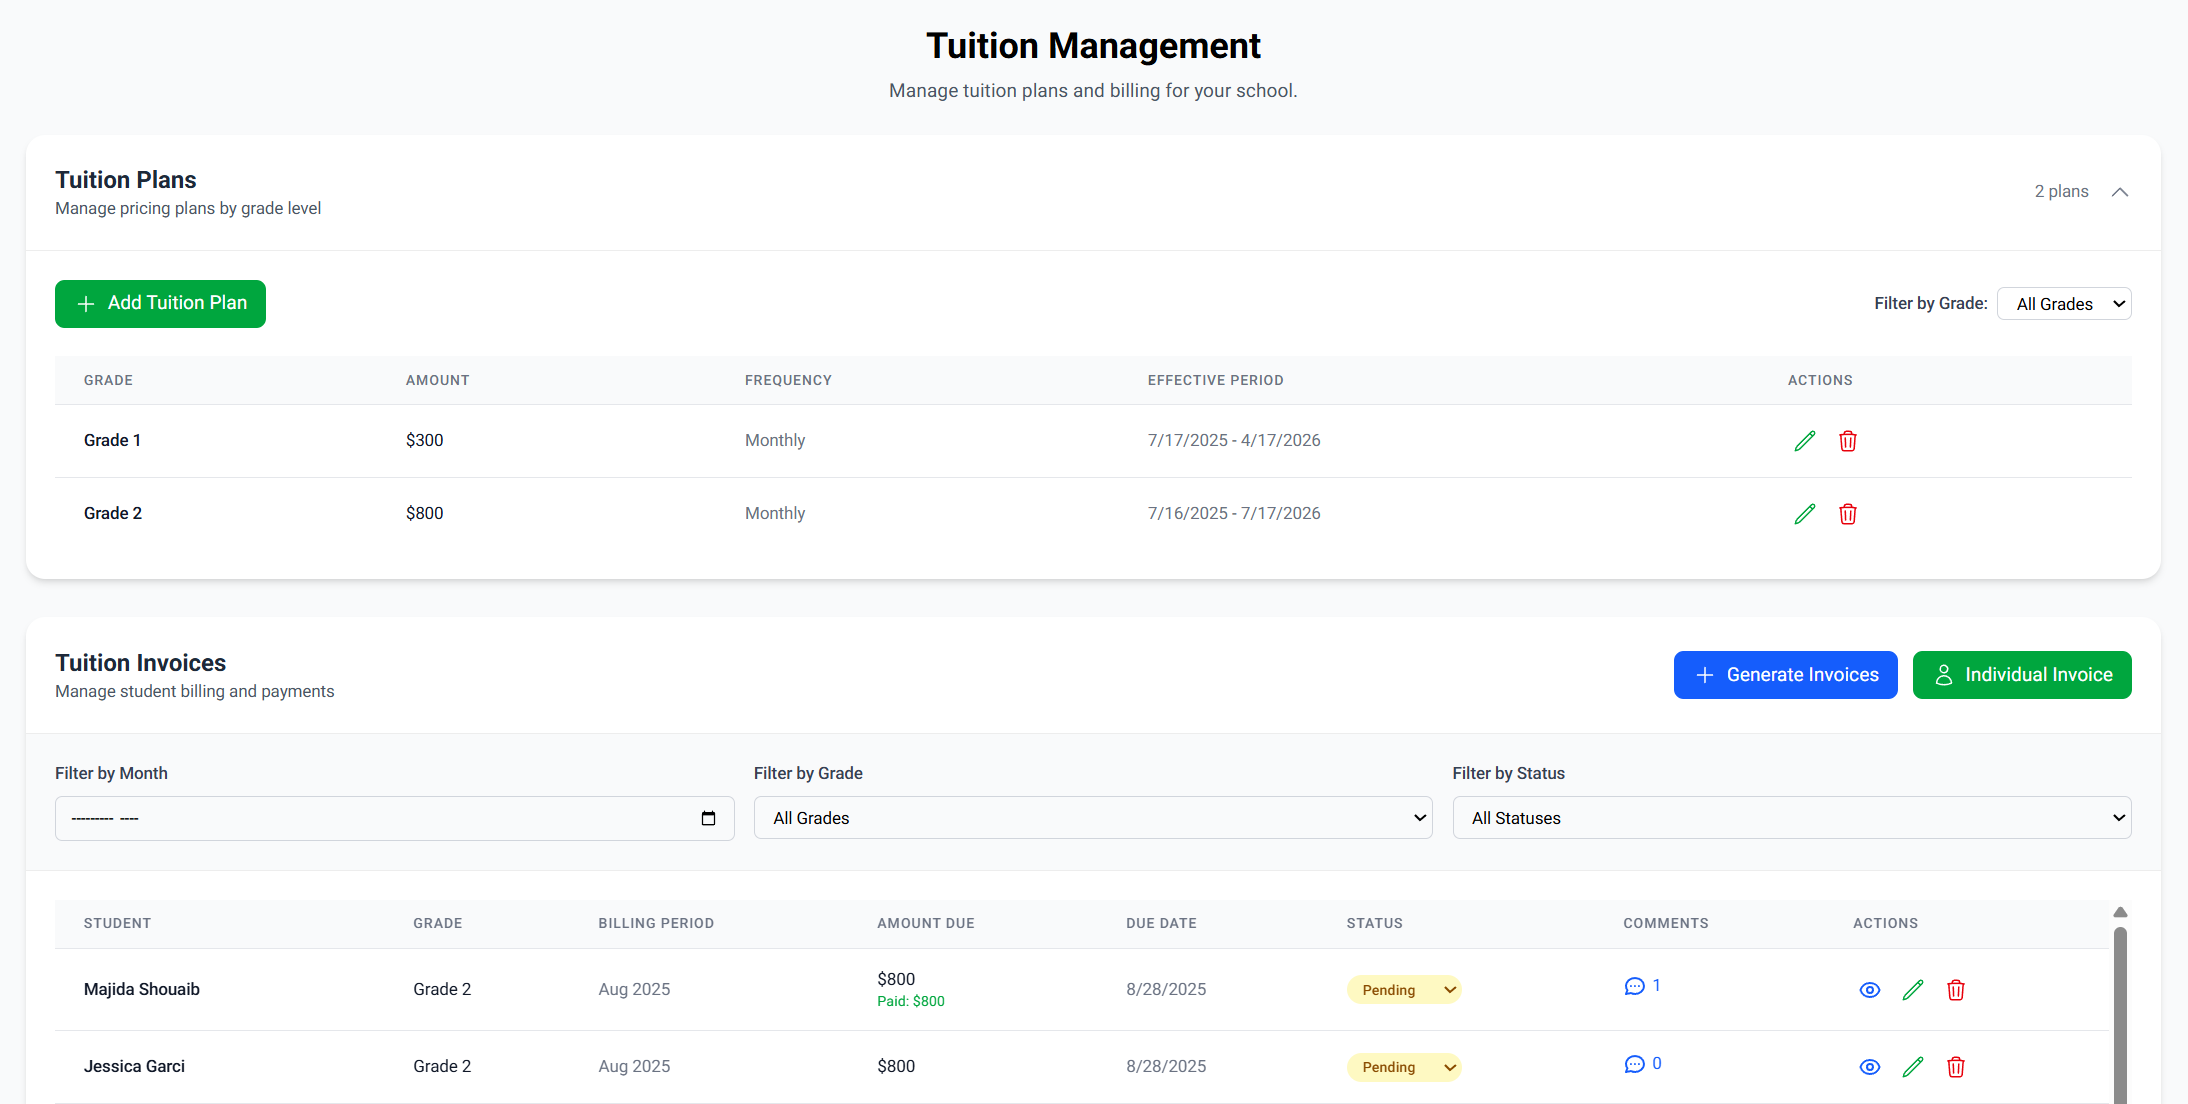 Tuition Management
Manage tuition plans and billing for your school.
Tuition Plans
Manage pricing plans by grade level
2 plans
Add Tuition Plan
Filter by Grade: All Grades
GRADE AMOUNT FREQUENCY EFFECTIVE PERIOD ACTIONS
Grade 1 $300 Monthly 7/17/2025 - 4/17/2026
Grade 2 $800 Monthly 7/16/2025 - 7/17/2026
Tuition Invoices
Manage student billing and payments
Generate Invoices
Individual Invoice
Filter by Month Filter by Grade Filter by Status
--------- ---- All Grades All Statuses
STUDENT GRADE BILLING PERIOD AMOUNT DUE DUE DATE STATUS COMMENTS ACTIONS
Majida Shouaib Grade 2 Aug 2025 $800 8/28/2025 Pending 1
Paid: $800
Jessica Garci Grade 2 Aug 2025 $800 8/28/2025 Pending 0